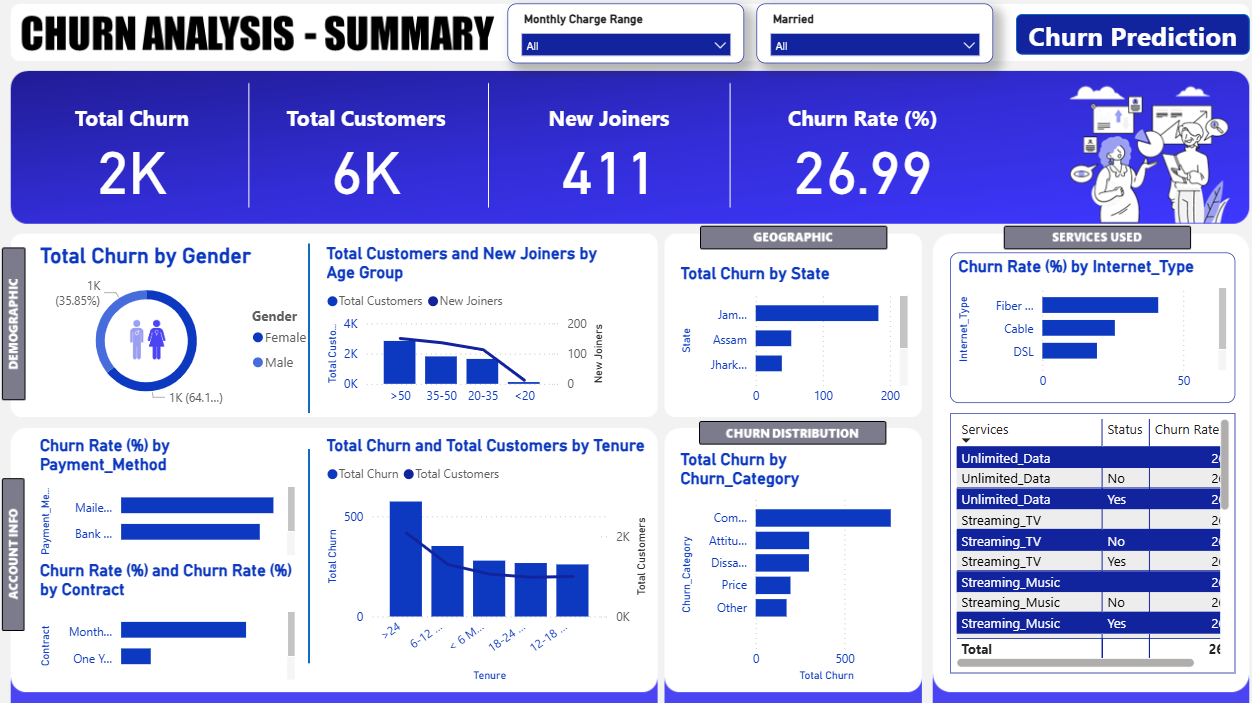 CHURN ANALYSIS - SUMMARY
Monthly Charge Range
All
Married
All
Churn Prediction
Total Churn
2K
Total Customers
6K
New Joiners
411
Churn Rate (%)
26.99
DEMOGRAPHIC
Total Churn by Gender
1K
(35.85%)
1K (64.1...)
Gender
Female
Male
Total Customers and New Joiners by
Age Group
Total Customers New Joiners
Total Custo...
4K
2K
0K
200
100
0
New Joiners
>50 35-50 20-35 <20
GEOGRAPHIC
Total Churn by State
State
Jam...
Assam
Jhark...
0 100 200
SERVICES USED
Churn Rate (%) by Internet_Type
Internet_Type
Fiber ...
Cable
DSL
0 50
ACCOUNT INFO
Churn Rate (%) by
Payment_Method
Payment_Me...
Maile...
Bank ...
Churn Rate (%) and Churn Rate (%)
by Contract
Contract
Month...
One Y...
Total Churn and Total Customers by Tenure
Total Churn Total Customers
Total Churn
500
0
2K
0K
Total Customers
>24 6-12 ... < 6 M... 18-24 ... 12-18 ...
Tenure
CHURN DISTRIBUTION
Total Churn by
Churn_Category
Churn_Category
Com...
Attitu...
Dissa...
Price
Other
0 500
Total Churn
Services Status Churn Rate
Unlimited_Data 2
Unlimited_Data No 2
Unlimited_Data Yes 2
Streaming_TV 2
Streaming_TV No 2
Streaming_TV Yes 2
Streaming_Music 2
Streaming_Music No 2
Streaming_Music Yes 2
Total 26